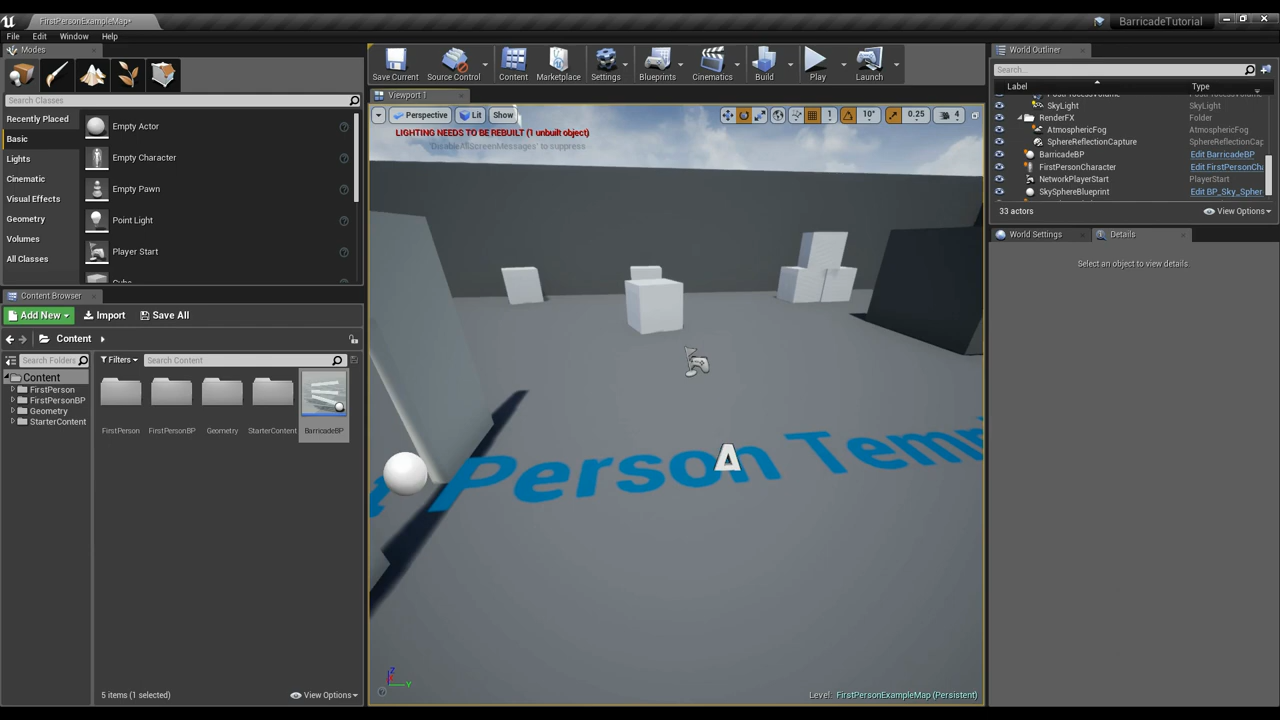 FirstPersonExampleMap*
BarricadeTutorial
File Edit Window Help
Modes
Search Classes
Recently Placed
Basic
Lights
Cinematic
Visual Effects
Geometry
Volumes
All Classes
Empty Actor
Empty Character
Empty Pawn
Point Light
Player Start
Save Current
Source Control
Content
Marketplace
Settings
Blueprints
Cinematics
Build
Play
Launch
Viewport 1
Perspective
Lit
Show
1
10°
0.25
4
LIGHTING NEEDS TO BE REBUILT (1 unbuilt object)
'DisableAllScreenMessages' to suppress
Person Temp
Z
Y
Level: FirstPersonExampleMap (Persistent)
World Outliner
Search...
Label Type
SkyLight SkyLight
RenderFX Folder
AtmosphericFog AtmosphericFog
SphereReflectionCapture SphereReflectionCap
BarricadeBP Edit BarricadeBP
FirstPersonCharacter Edit FirstPersonCha
NetworkPlayerStart PlayerStart
SkySphereBlueprint Edit BP_Sky_Spher
33 actors
View Options
World Settings
Details
Select an object to view details
Content Browser
Add New
Import
Save All
Content
Search Folders
Filters
Search Content
Content
FirstPerson
FirstPersonBP
Geometry
StarterContent
FirstPerson
FirstPersonBP
Geometry
StarterContent
BarricadeBP
5 items (1 selected)
View Options